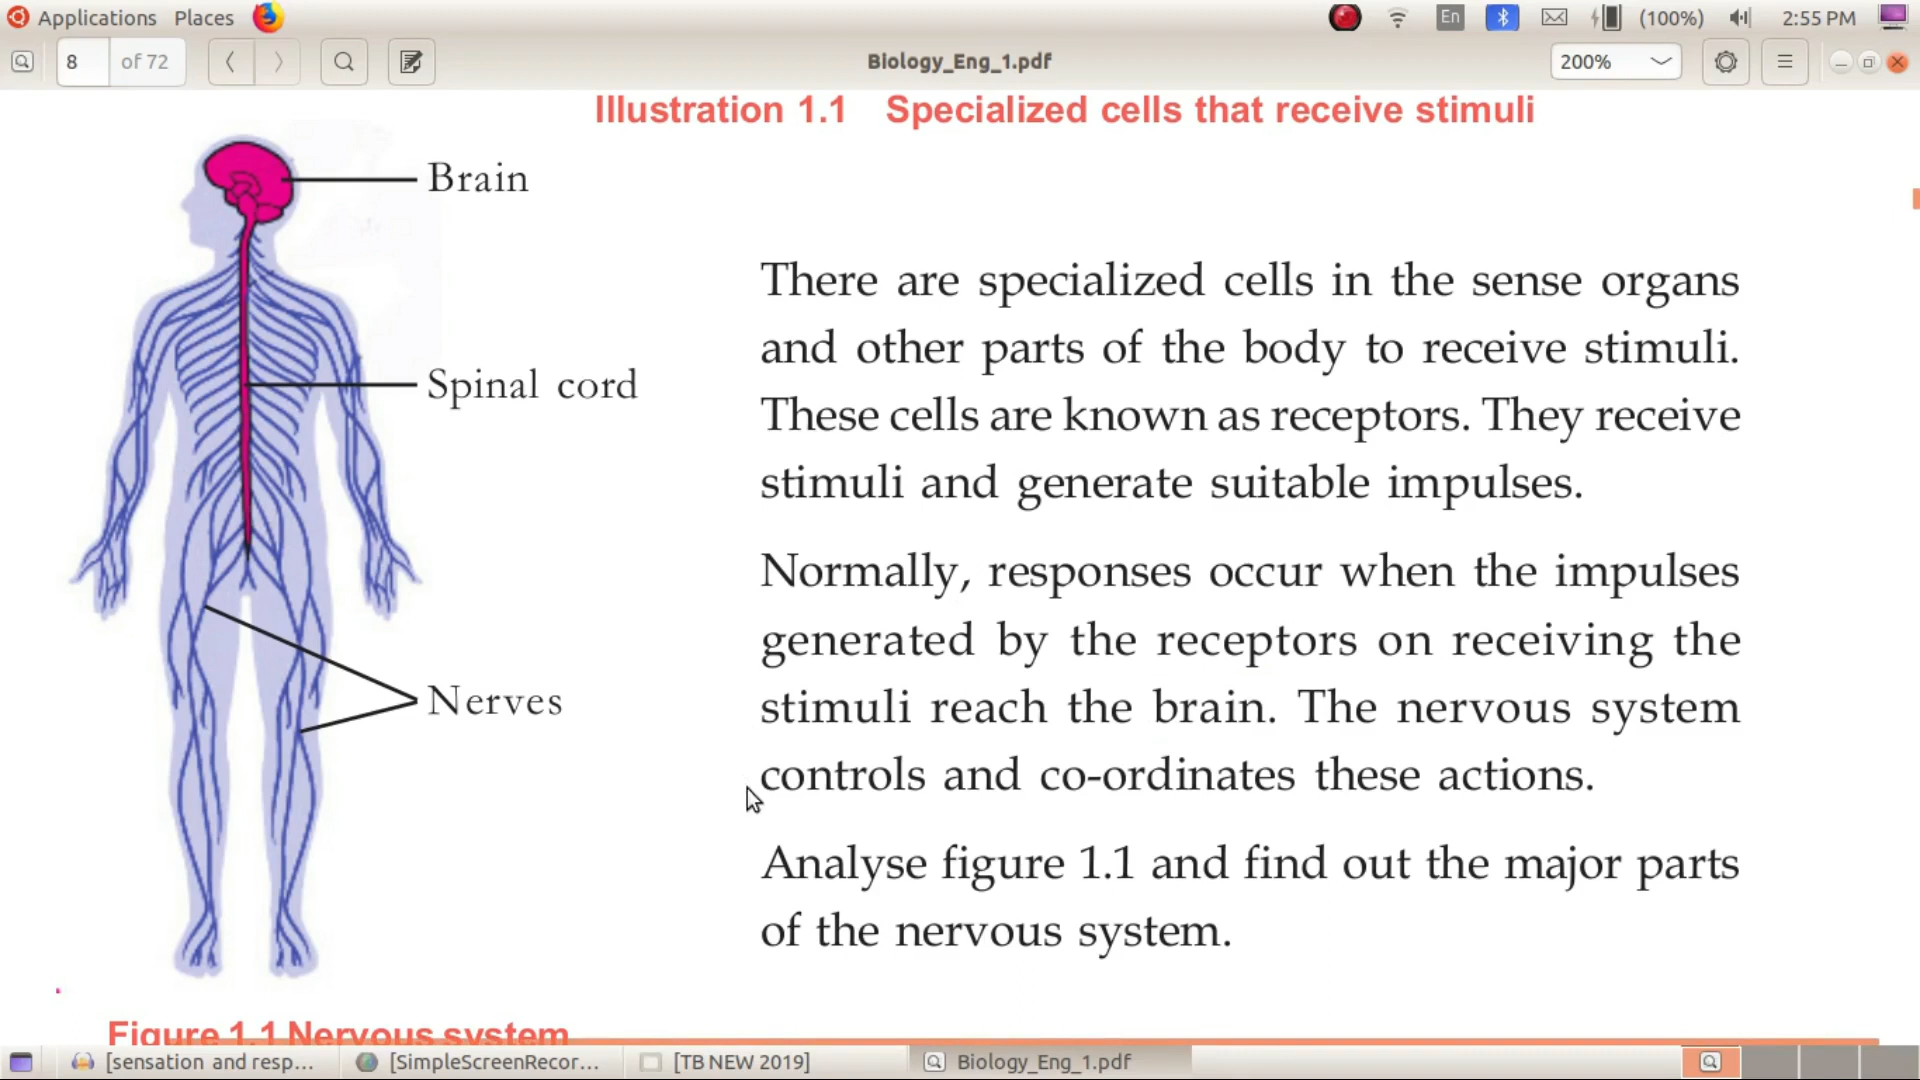 Applications Places En (100%) 2:55 PM
8 of 72 Biology_Eng_1.pdf 200%
Illustration 1.1 Specialized cells that receive stimuli
Brain
Spinal cord
Nerves
There are specialized cells in the sense organs
and other parts of the body to receive stimuli.
These cells are known as receptors. They receive
stimuli and generate suitable impulses.
Normally, responses occur when the impulses
generated by the receptors on receiving the
stimuli reach the brain. The nervous system
controls and co-ordinates these actions.
Analyse figure 1.1 and find out the major parts
of the nervous system.
Figure 1.1 Nervous system
[sensation and resp... [SimpleScreenRecor... [TB NEW 2019] Biology_Eng_1.pdf